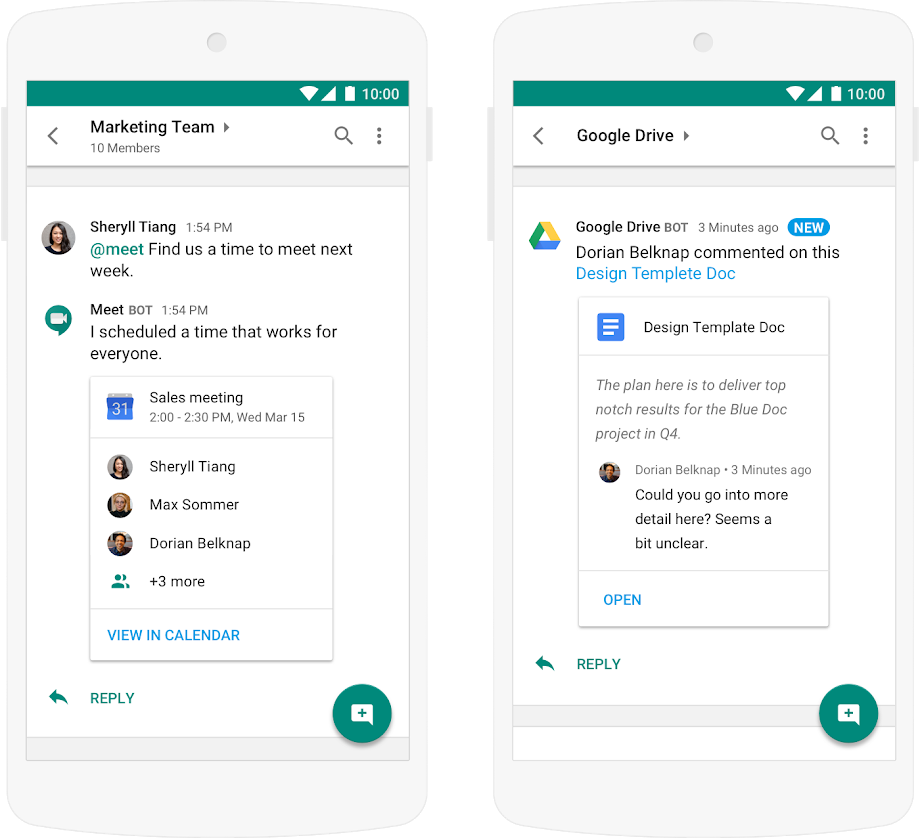 10:00
Marketing Team
10 Members
Sheryll Tiang 1:54 PM
@meet Find us a time to meet next
week.
Meet BOT 1:54 PM
I scheduled a time that works for
everyone.
31
Sales meeting
2:00 - 2:30 PM, Wed Mar 15
Sheryll Tiang
Max Sommer
Dorian Belknap
+3 more
VIEW IN CALENDAR
REPLY
10:00
Google Drive
Google Drive BOT 3 Minutes ago NEW
Dorian Belknap commented on this
Design Templete Doc
Design Template Doc
The plan here is to deliver top
notch results for the Blue Doc
project in Q4.
Dorian Belknap • 3 Minutes ago
Could you go into more
detail here? Seems a
bit unclear.
OPEN
REPLY